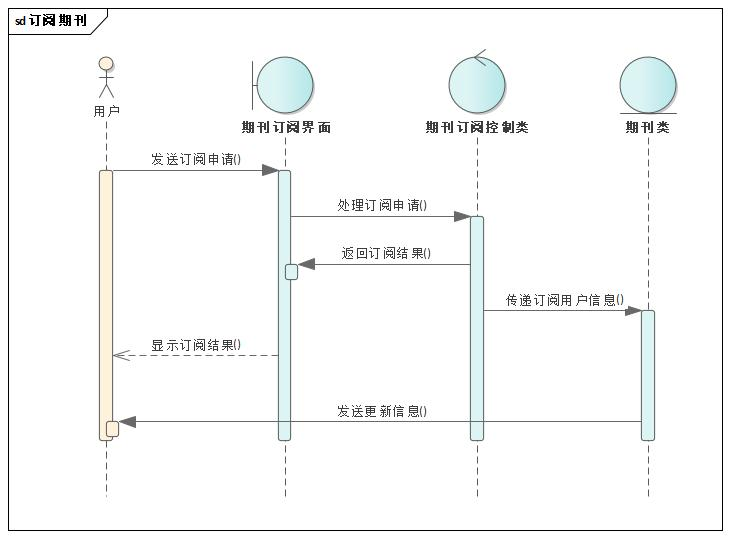 sd 订阅期刊
用户
期刊订阅界面
期刊订阅控制类
期刊类
发送订阅申请()
处理订阅申请()
返回订阅结果()
传递订阅用户信息()
显示订阅结果()
发送更新信息()